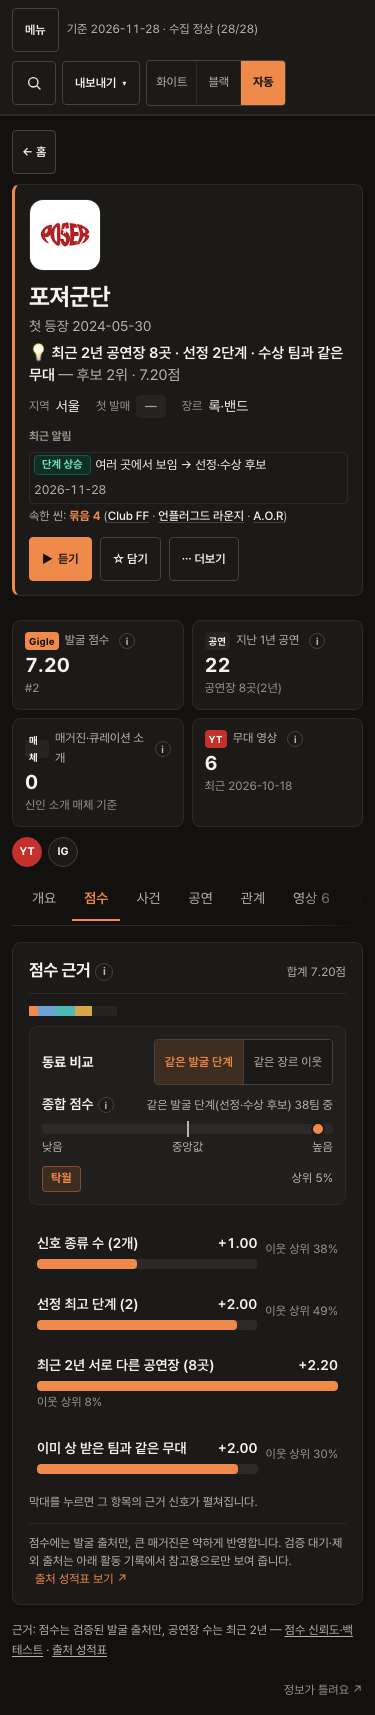 메뉴 기준 2026-11-28 · 수집 정상 (28/28)
내보내기 ▾ 화이트 블랙 자동
← 홈
POSER
포져군단
첫 등장 2024-05-30
💡 최근 2년 공연장 8곳 · 선정 2단계 · 수상 팀과 같은
무대 — 후보 2위 · 7.20점
지역 서울 첫 발매 — 장르 록·밴드
최근 알림
단계 상승 여러 곳에서 보임 → 선정·수상 후보
2026-11-28
속한 씬: 묶음 4 (Club FF · 언플러그드 라운지 · A.O.R)
▶ 듣기 ☆ 담기 ⋯ 더보기
Gigle 발굴 점수 i
7.20
#2
공연 지난 1년 공연 i
22
공연장 8곳(2년)
매체 매거진·큐레이션 소개 i
0
신인 소개 매체 기준
YT 무대 영상 i
6
최근 2026-10-18
YT IG
개요 점수 사건 공연 관계 영상 6
점수 근거 i 합계 7.20점
동료 비교 같은 발굴 단계 같은 장르 이웃
종합 점수 i 같은 발굴 단계(선정·수상 후보) 38팀 중
낮음 중앙값 높음
탁월 상위 5%
신호 종류 수 (2개) +1.00 이웃 상위 38%
선정 최고 단계 (2) +2.00 이웃 상위 49%
최근 2년 서로 다른 공연장 (8곳) +2.20
이웃 상위 8%
이미 상 받은 팀과 같은 무대 +2.00 이웃 상위 30%
막대를 누르면 그 항목의 근거 신호가 펼쳐집니다.
점수에는 발굴 출처만, 큰 매거진은 약하게 반영합니다. 검증 대기·제
외 출처는 아래 활동 기록에서 참고용으로만 보여 줍니다.
출처 성적표 보기 ↗
근거: 점수는 검증된 발굴 출처만, 공연장 수는 최근 2년 — 점수 신뢰도·백
테스트 · 출처 성적표
정보가 틀려요 ↗